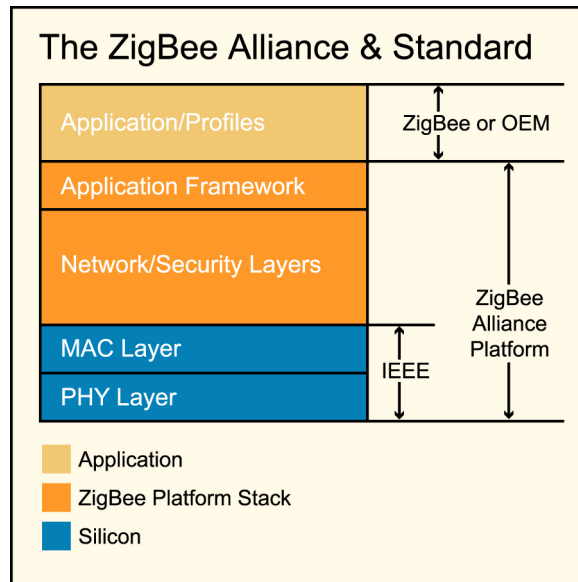 The ZigBee Alliance & Standard
Application/Profiles
ZigBee or OEM
Application Framework
Network/Security Layers
ZigBee
Alliance
Platform
MAC Layer
IEEE
PHY Layer
Application
ZigBee Platform Stack
Silicon